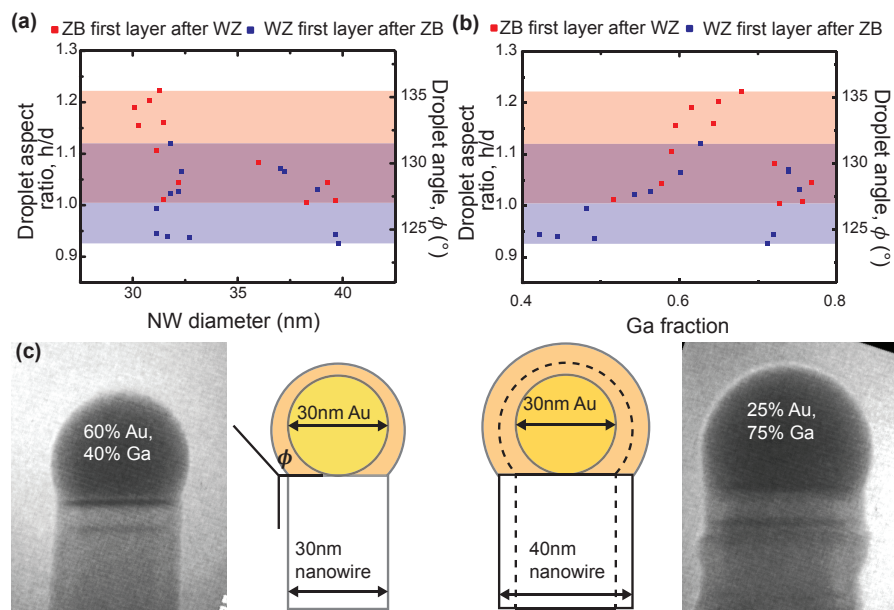 (a)
ZB first layer after WZ WZ first layer after ZB
1.3
1.2
1.1
1.0
0.9
Droplet aspect
ratio, h/d
135
130
125
Droplet angle, ϕ (°)
30 35 40
NW diameter (nm)
(b)
ZB first layer after WZ WZ first layer after ZB
1.3
1.2
1.1
1.0
0.9
Droplet aspect
ratio, h/d
135
130
125
Droplet angle, ϕ (°)
0.4 0.6 0.8
Ga fraction
(c)
60% Au,
40% Ga
30nm Au
ϕ
30nm
nanowire
30nm Au
40nm
nanowire
25% Au,
75% Ga